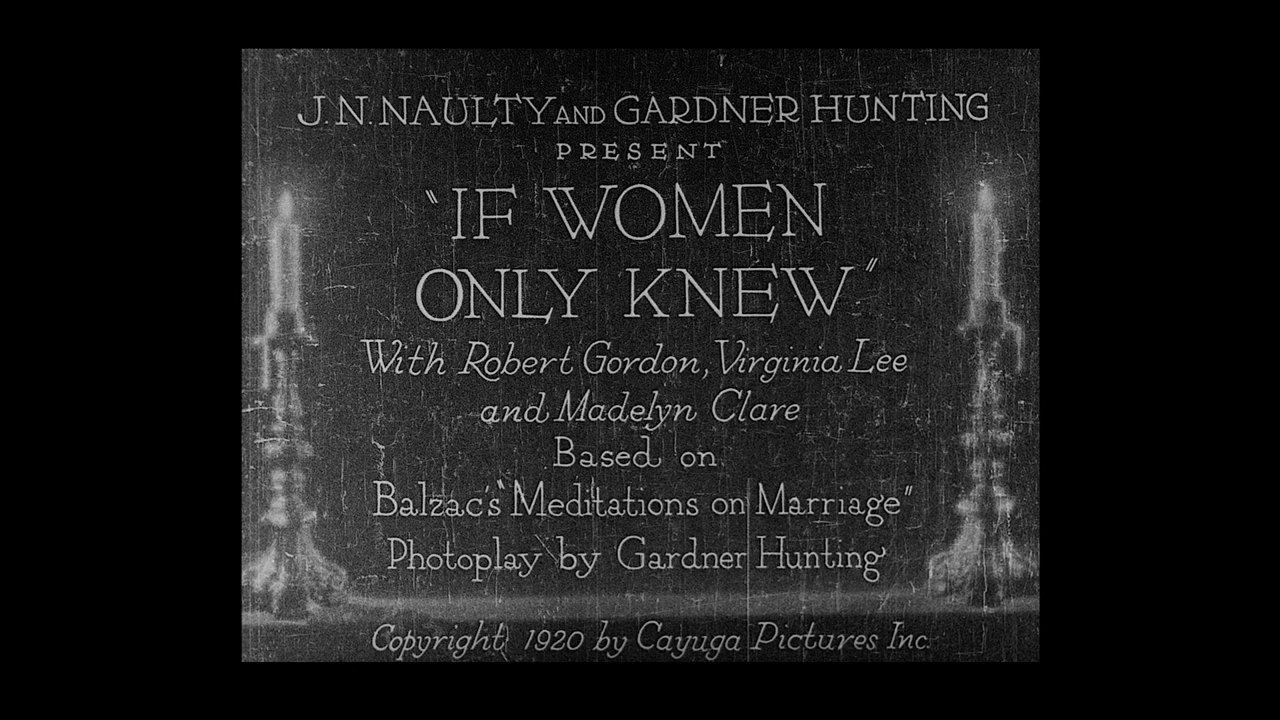 J. N. NAULTY AND GARDNER HUNTING
PRESENT
"IF WOMEN
ONLY KNEW"
With Robert Gordon, Virginia Lee
and Madelyn Clare
Based on
Balzac's "Meditations on Marriage"
Photoplay by Gardner Hunting
Copyright 1920 by Cayuga Pictures Inc.